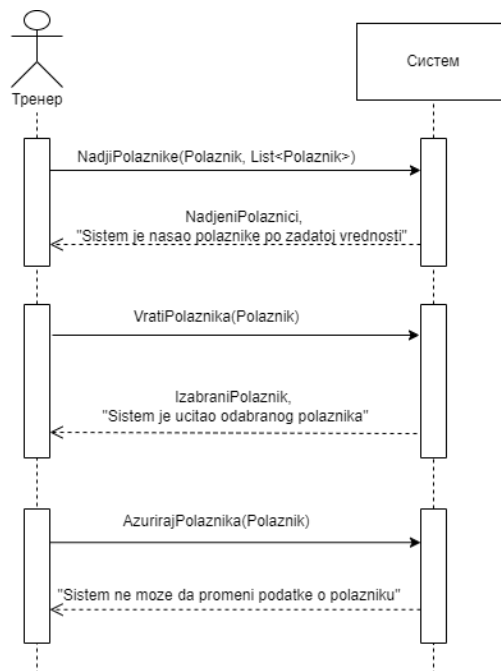 Систем
Тренер
NadjiPolaznike(Polaznik, List<Polaznik>)
NadjeniPolaznici,
"Sistem je nasao polaznike po zadatoj vrednosti"
VratiPolaznika(Polaznik)
IzabraniPolaznik,
"Sistem je ucitao odabranog polaznika"
AzurirajPolaznika(Polaznik)
"Sistem ne moze da promeni podatke o polazniku"